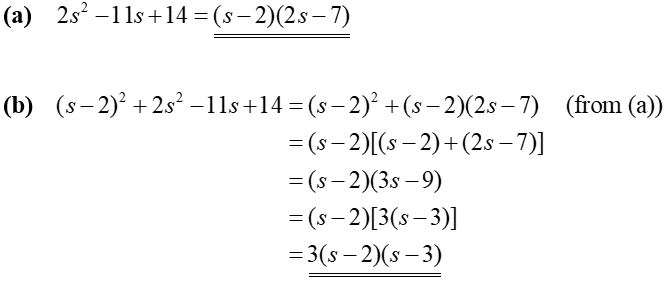 (a) 2s² − 11s + 14 = (s − 2)(2s − 7)
(b) (s − 2)² + 2s² − 11s + 14 = (s − 2)² + (s − 2)(2s − 7) (from (a))
= (s − 2)[(s − 2) + (2s − 7)]
= (s − 2)(3s − 9)
= (s − 2)[3(s − 3)]
= 3(s − 2)(s − 3)